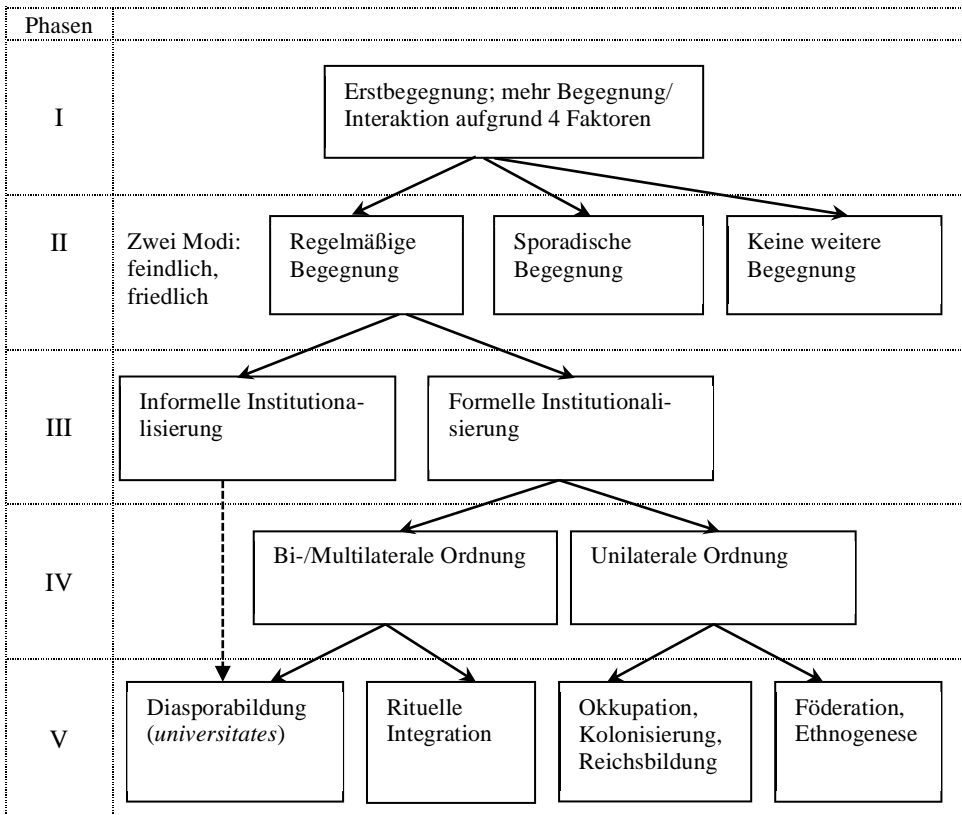 Phasen
I
Erstbegegnung; mehr Begegnung/
Interaktion aufgrund 4 Faktoren
II
Zwei Modi:
feindlich,
friedlich
Regelmäßige
Begegnung
Sporadische
Begegnung
Keine weitere
Begegnung
III
Informelle Institutiona-
lisierung
Formelle Institutionali-
sierung
IV
Bi-/Multilaterale Ordnung
Unilaterale Ordnung
V
Diasporabildung
(universitates)
Rituelle
Integration
Okkupation,
Kolonisierung,
Reichsbildung
Föderation,
Ethnogenese